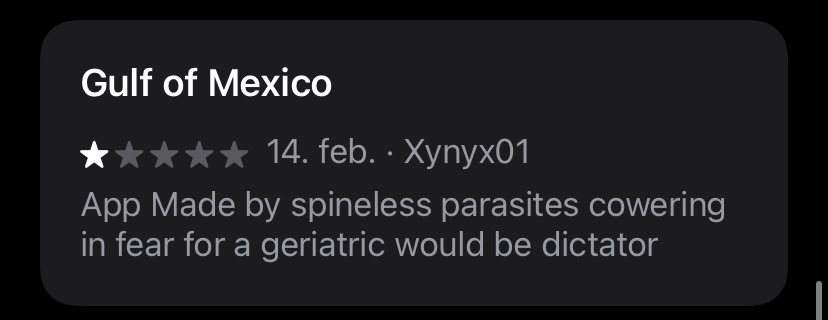 Gulf of Mexico
14. feb. · Xynyx01
App Made by spineless parasites cowering
in fear for a geriatric would be dictator